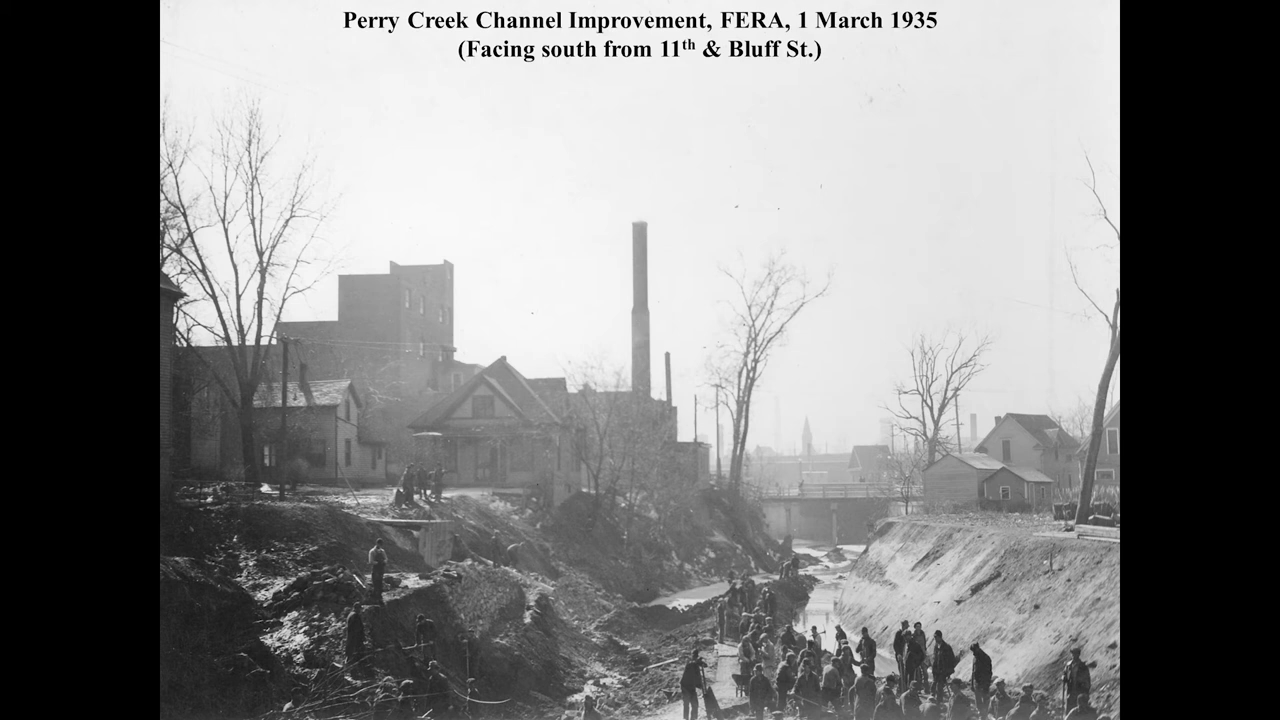 Perry Creek Channel Improvement, FERA, 1 March 1935
(Facing south from 11th & Bluff St.)